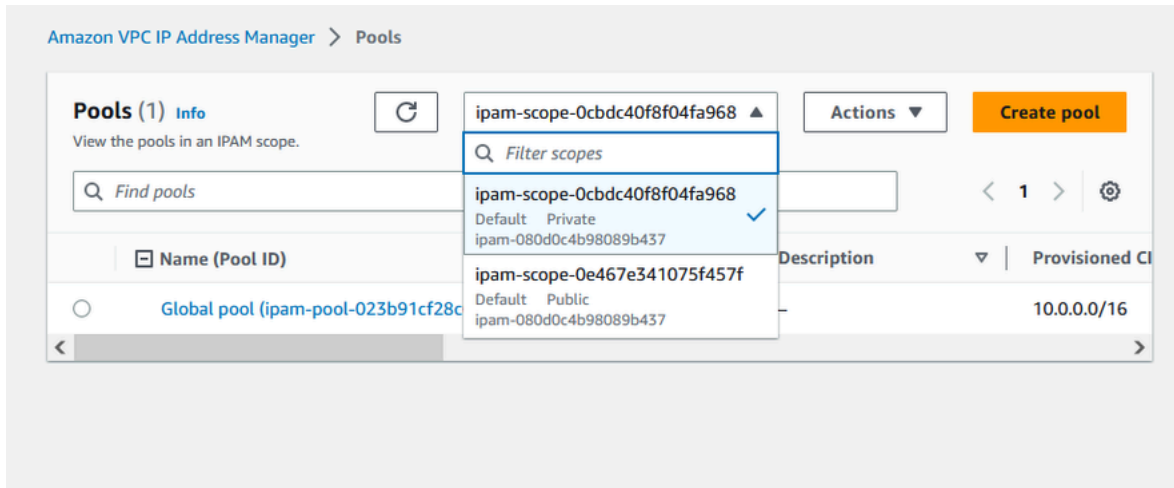 Amazon VPC IP Address Manager > Pools
Pools (1) Info
View the pools in an IPAM scope.
ipam-scope-0cbdc40f8f04fa968
Actions
Create pool
Filter scopes
Find pools
ipam-scope-0cbdc40f8f04fa968
Default Private
ipam-080d0c4b98089b437
ipam-scope-0e467e341075f457f
Default Public
ipam-080d0c4b98089b437
< 1 >
Name (Pool ID)
Description
Provisioned CI
Global pool (ipam-pool-023b91cf28c
–
10.0.0.0/16